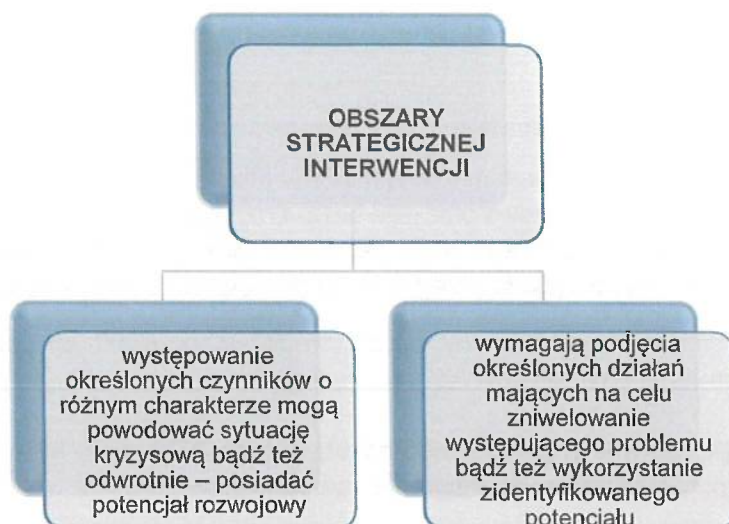 OBSZARY
STRATEGICZNEJ
INTERWENCJI
występowanie
określonych czynników o
różnym charakterze mogą
powodować sytuację
kryzysową bądź też
odwrotnie – posiadać
potencjał rozwojowy
wymagają podjęcia
określonych działań
mających na celu
zniwelowanie
występującego problemu
bądź też wykorzystanie
zidentyfikowanego
potencjału